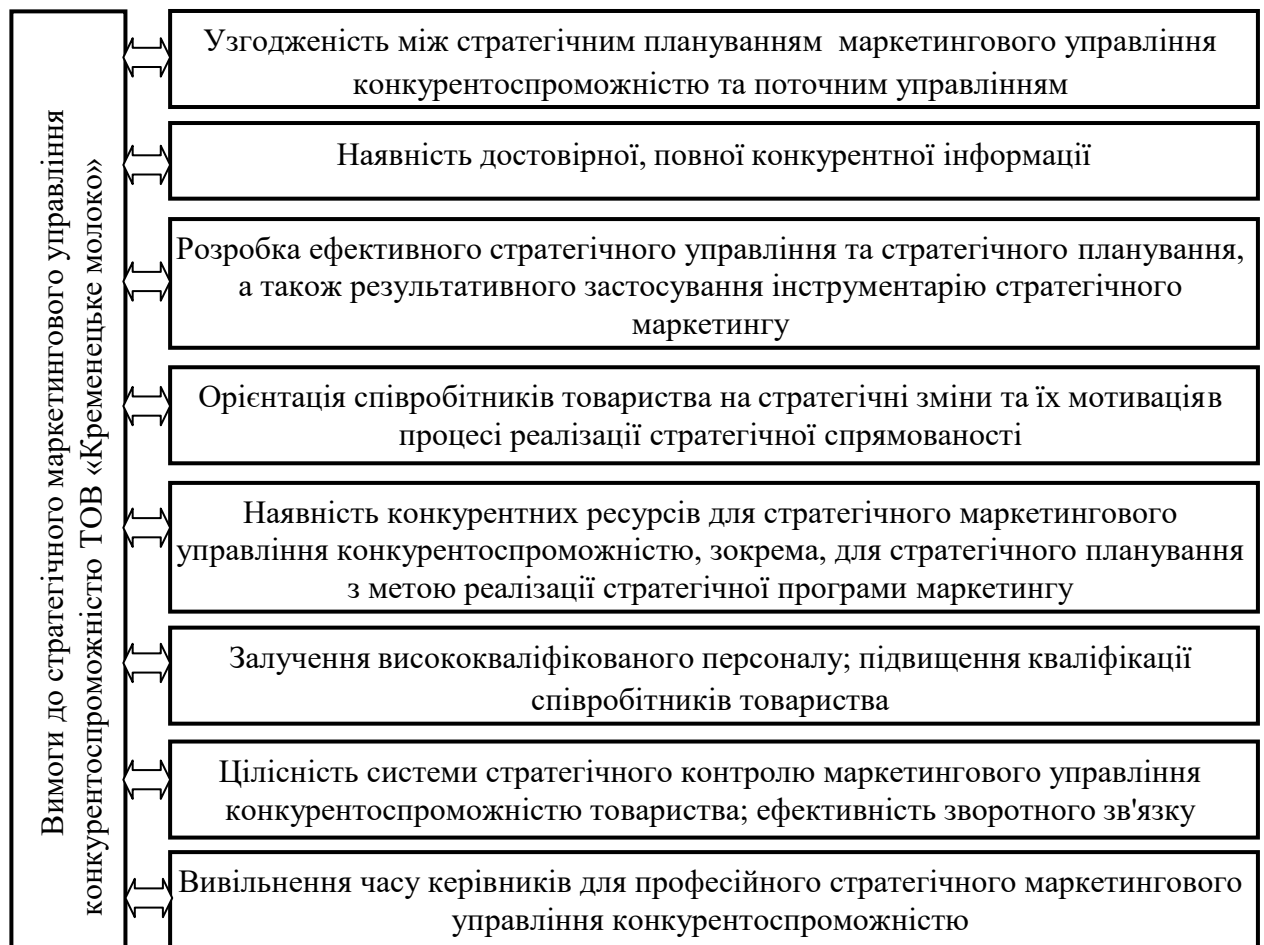 Вимоги до стратегічного маркетингового управління
конкурентоспроможністю ТОВ «Кременецьке молоко»
Узгодженість між стратегічним плануванням маркетингового управління
конкурентоспроможністю та поточним управлінням
Наявність достовірної, повної конкурентної інформації
Розробка ефективного стратегічного управління та стратегічного планування,
а також результативного застосування інструментарію стратегічного
маркетингу
Орієнтація співробітників товариства на стратегічні зміни та їх мотиваціяв
процесі реалізації стратегічної спрямованості
Наявність конкурентних ресурсів для стратегічного маркетингового
управління конкурентоспроможністю, зокрема, для стратегічного планування
з метою реалізації стратегічної програми маркетингу
Залучення висококваліфікованого персоналу; підвищення кваліфікації
співробітників товариства
Цілісність системи стратегічного контролю маркетингового управління
конкурентоспроможністю товариства; ефективність зворотного зв'язку
Вивільнення часу керівників для професійного стратегічного маркетингового
управління конкурентоспроможністю